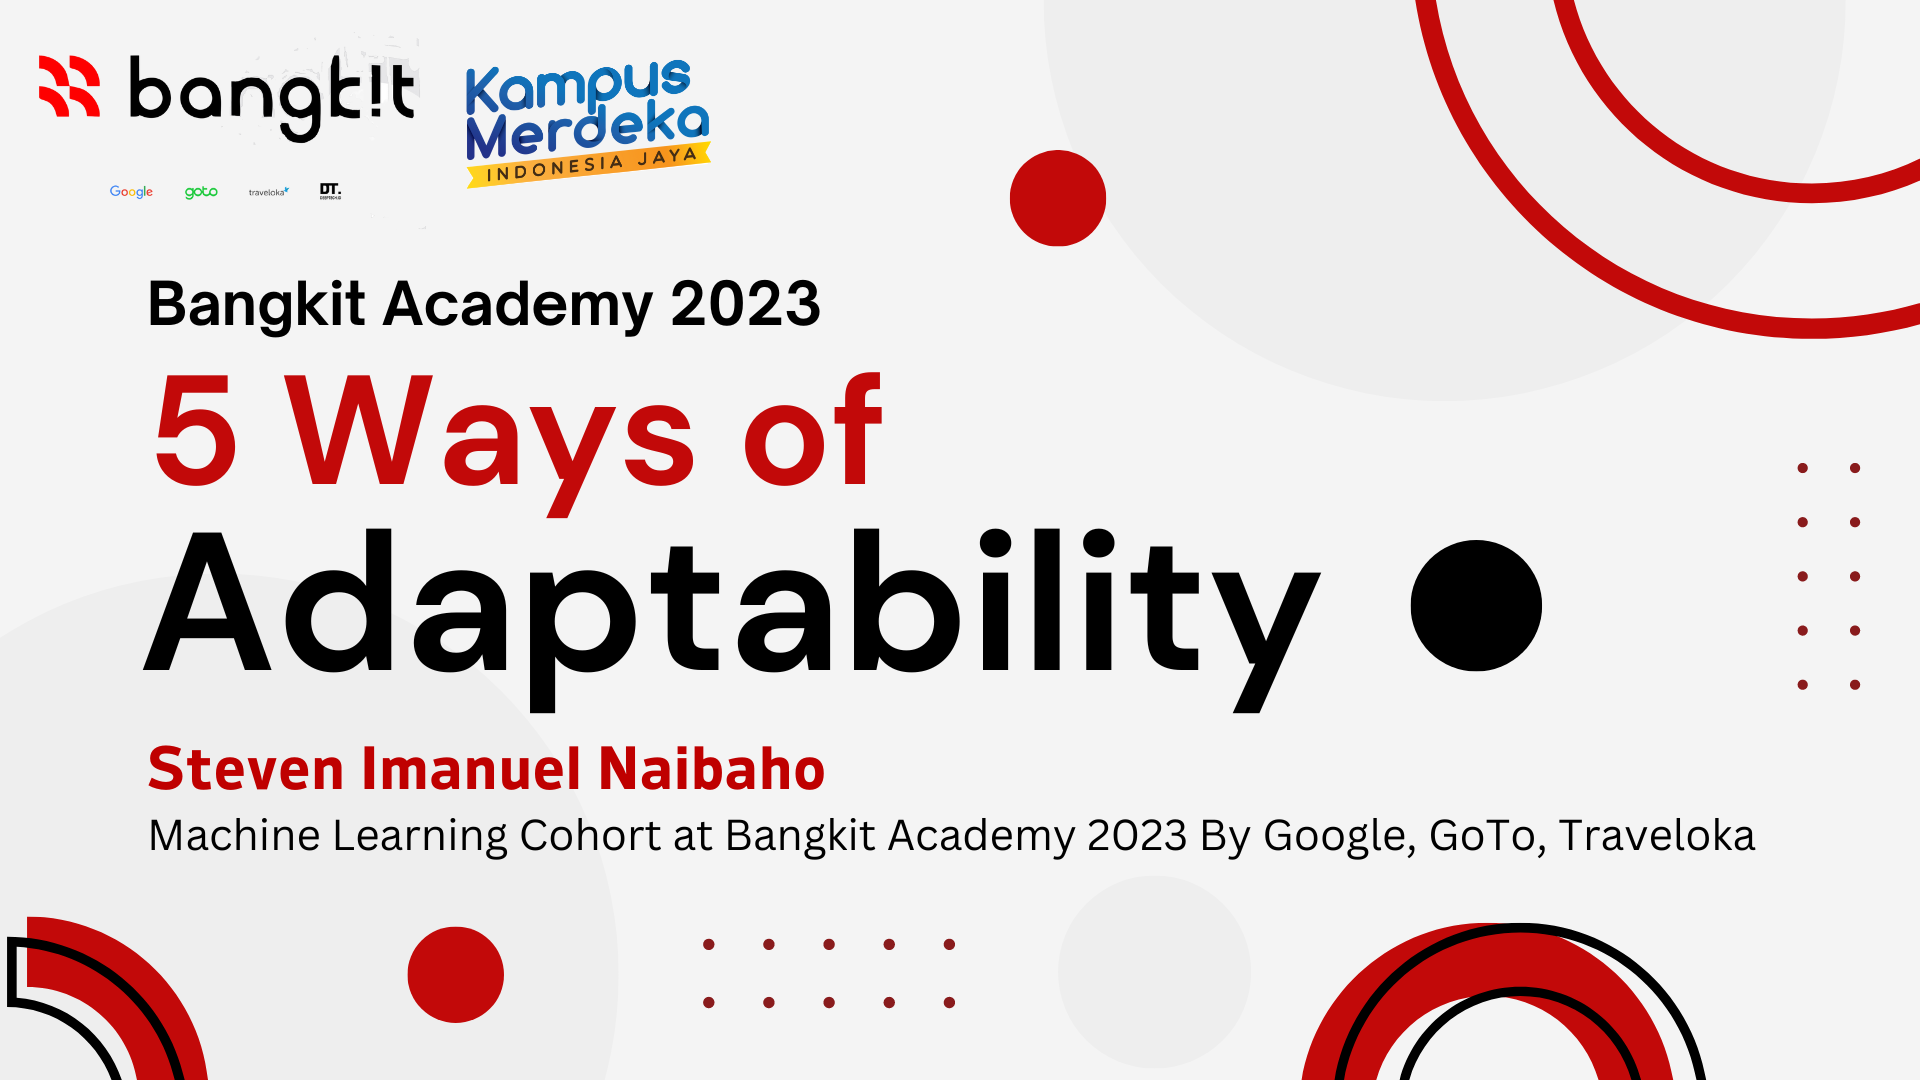 bangk!t
Kampus
Merdeka
INDONESIA JAYA
Google goto traveloka DT.
Bangkit Academy 2023
5 Ways of
Adaptability
Steven Imanuel Naibaho
Machine Learning Cohort at Bangkit Academy 2023 By Google, GoTo, Traveloka